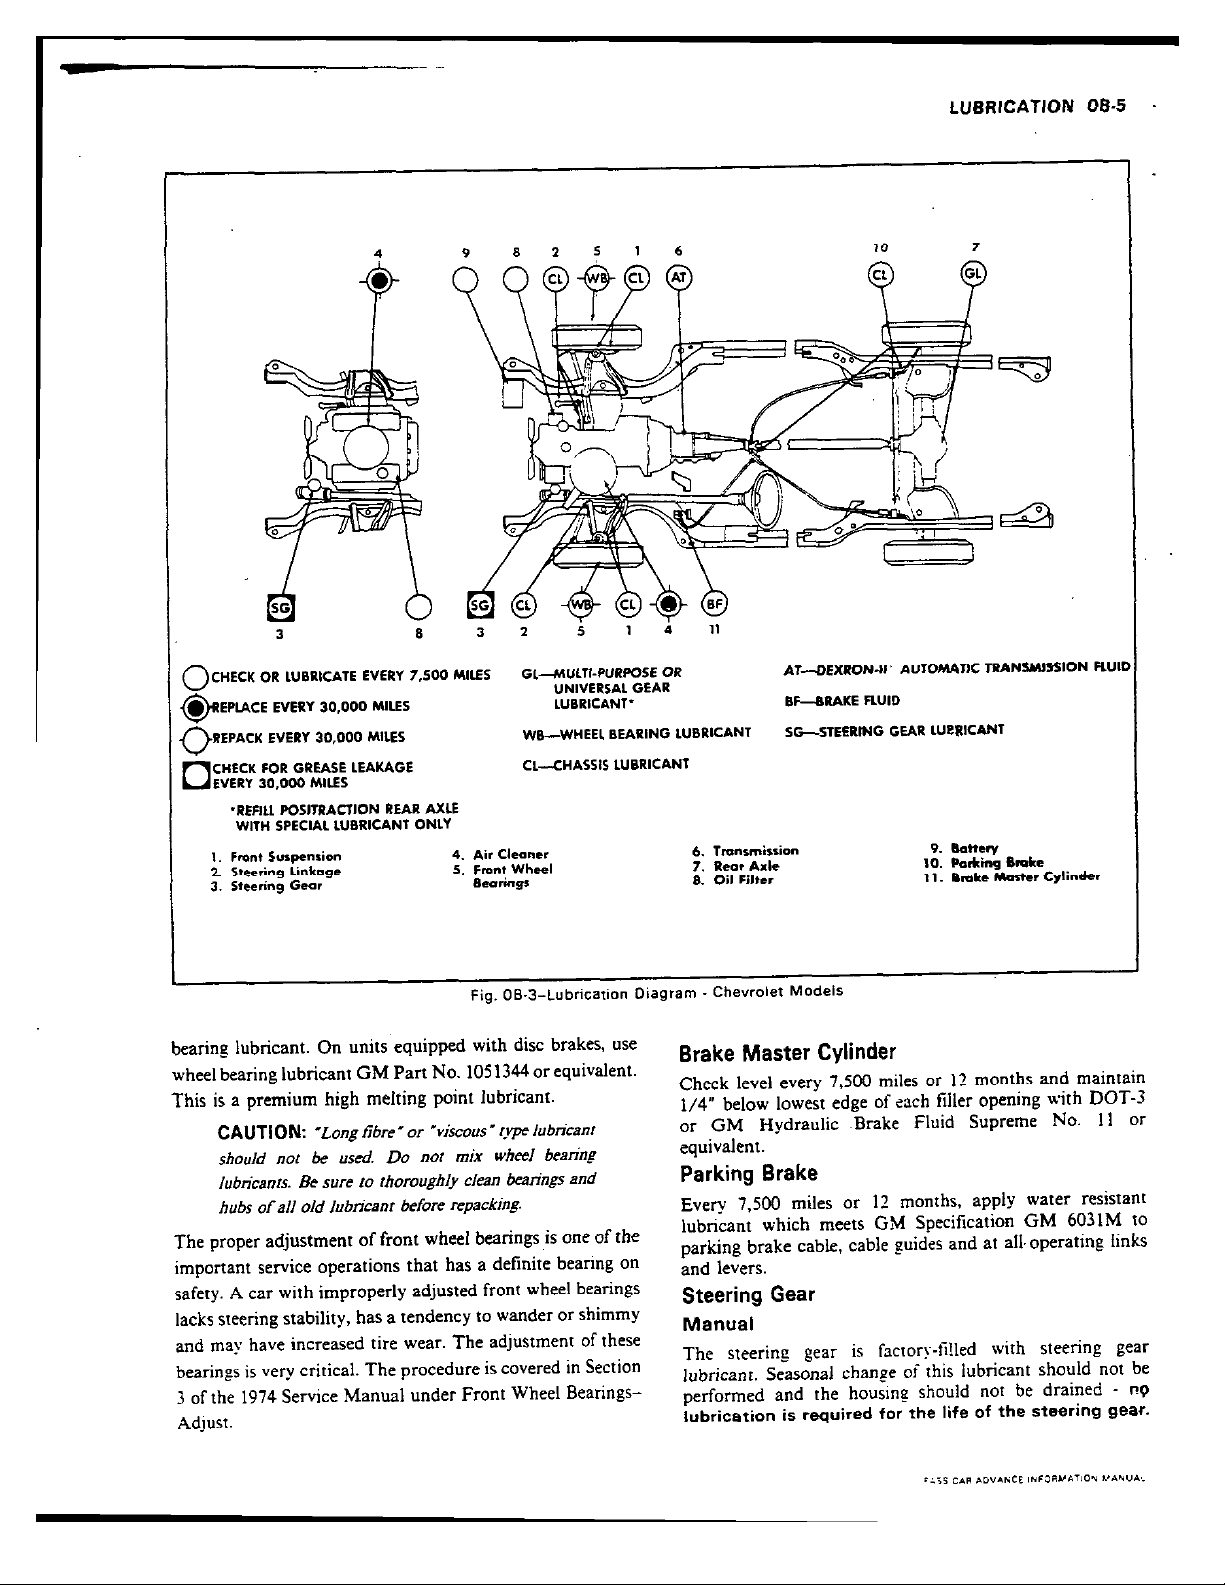 LUBRICATION 0B-5
4 9 8 2 5 1 6 10 7
CL WB CL AT CL GL
SG SG CL WB CL BF
3 8 3 2 5 1 4 11
CHECK OR LUBRICATE EVERY 7,500 MILES
REPLACE EVERY 30,000 MILES
REPACK EVERY 30,000 MILES
CHECK FOR GREASE LEAKAGE
EVERY 30,000 MILES
*REFILL POSITRACTION REAR AXLE
WITH SPECIAL LUBRICANT ONLY
GL—MULTI-PURPOSE OR
UNIVERSAL GEAR
LUBRICANT*
WB—WHEEL BEARING LUBRICANT
CL—CHASSIS LUBRICANT
AT—DEXRON-II AUTOMATIC TRANSMISSION FLUID
BF—BRAKE FLUID
SG—STEERING GEAR LUBRICANT
1. Front Suspension
2. Steering Linkage
3. Steering Gear
4. Air Cleaner
5. Front Wheel
Bearings
6. Transmission
7. Rear Axle
8. Oil Filter
9. Battery
10. Parking Brake
11. Brake Master Cylinder
Fig. 0B-3–Lubrication Diagram - Chevrolet Models
bearing lubricant. On units equipped with disc brakes, use
wheel bearing lubricant GM Part No. 1051344 or equivalent.
This is a premium high melting point lubricant.
CAUTION: "Long fibre" or "viscous" type lubricant
should not be used. Do not mix wheel bearing
lubricants. Be sure to thoroughly clean bearings and
hubs of all old lubricant before repacking.
The proper adjustment of front wheel bearings is one of the
important service operations that has a definite bearing on
safety. A car with improperly adjusted front wheel bearings
lacks steering stability, has a tendency to wander or shimmy
and may have increased tire wear. The adjustment of these
bearings is very critical. The procedure is covered in Section
3 of the 1974 Service Manual under Front Wheel Bearings–
Adjust.
Brake Master Cylinder
Check level every 7,500 miles or 12 months and maintain
1/4" below lowest edge of each filler opening with DOT-3
or GM Hydraulic Brake Fluid Supreme No. 11 or
equivalent.
Parking Brake
Every 7,500 miles or 12 months, apply water resistant
lubricant which meets GM Specification GM 6031M to
parking brake cable, cable guides and at all operating links
and levers.
Steering Gear
Manual
The steering gear is factory-filled with steering gear
lubricant. Seasonal change of this lubricant should not be
performed and the housing should not be drained - no
lubrication is required for the life of the steering gear.
PASS CAR ADVANCE INFORMATION MANUAL